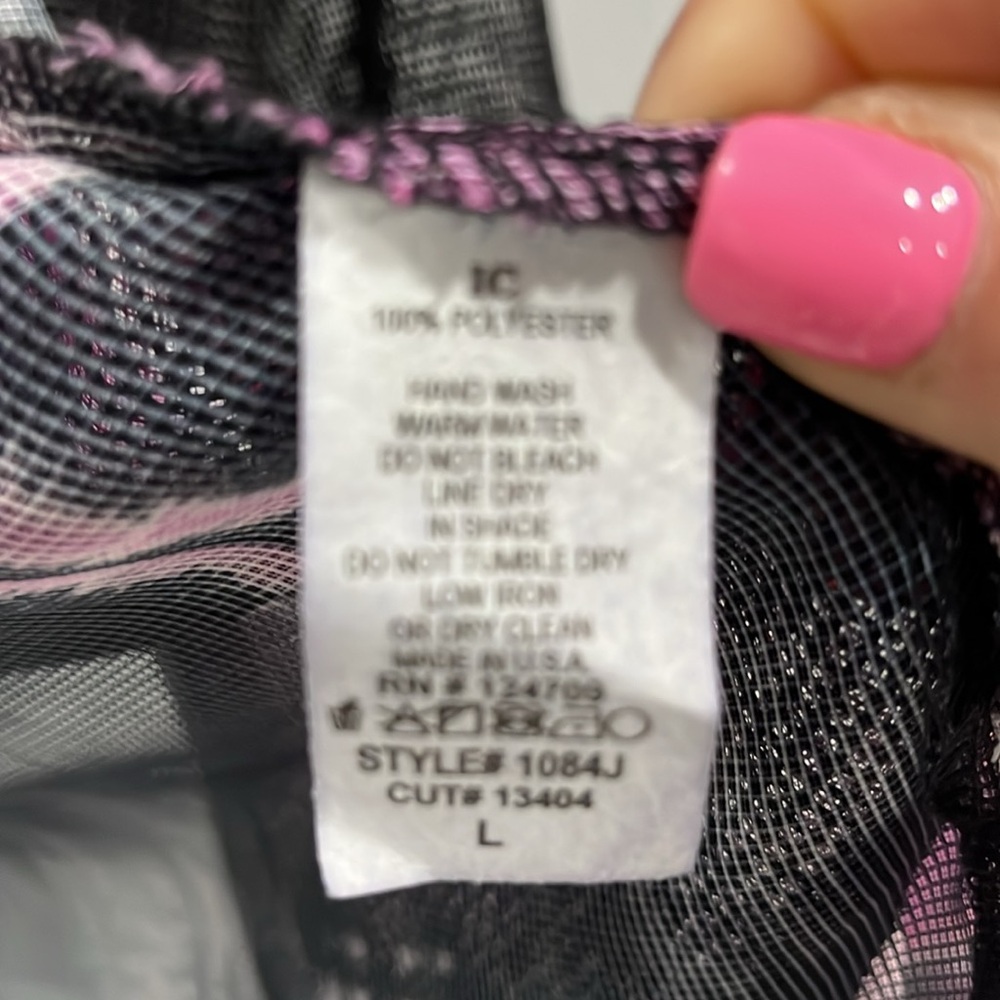 IC
100% POLYESTER
HAND WASH
WARM WATER
DO NOT BLEACH
LINE DRY
IN SHADE
DO NOT TUMBLE DRY
LOW IRON
OR DRY CLEAN
MADE IN U.S.A.
RN # 124709
STYLE# 1084J
CUT# 13404
L